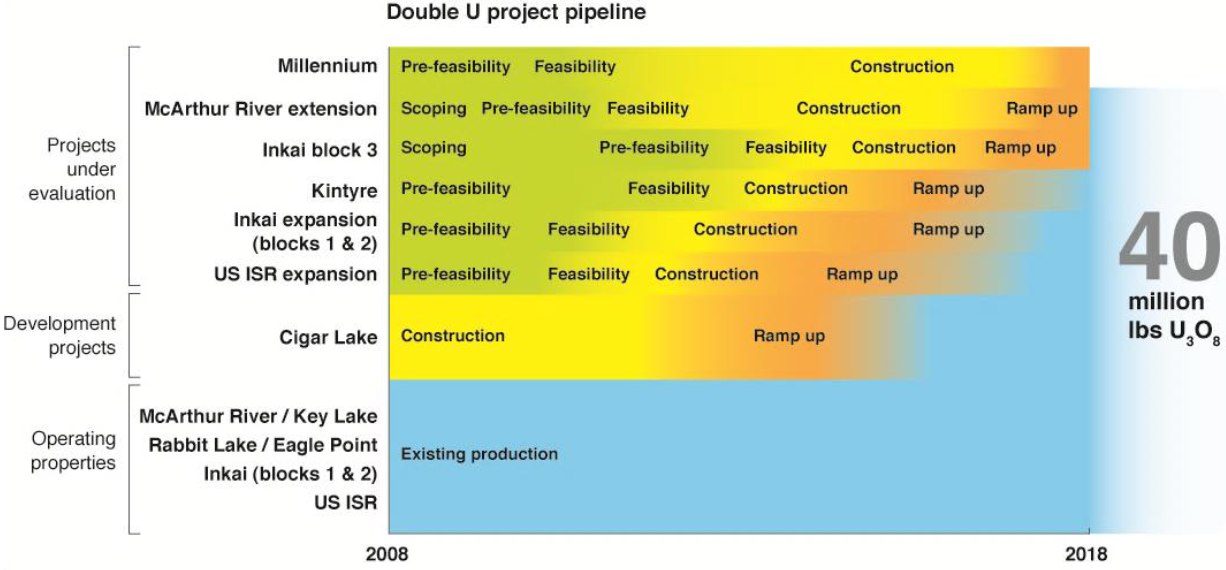 Double U project pipeline
Projects
under
evaluation
Millennium
Pre-feasibility Feasibility Construction
McArthur River extension
Scoping Pre-feasibility Feasibility Construction Ramp up
Inkai block 3
Scoping Pre-feasibility Feasibility Construction Ramp up
Kintyre
Pre-feasibility Feasibility Construction Ramp up
Inkai expansion
(blocks 1 & 2)
Pre-feasibility Feasibility Construction Ramp up
US ISR expansion
Pre-feasibility Feasibility Construction Ramp up
Development
projects
Cigar Lake
Construction Ramp up
Operating
properties
McArthur River / Key Lake
Rabbit Lake / Eagle Point
Inkai (blocks 1 & 2)
US ISR
Existing production
40
million
lbs U₃O₈
2008 2018